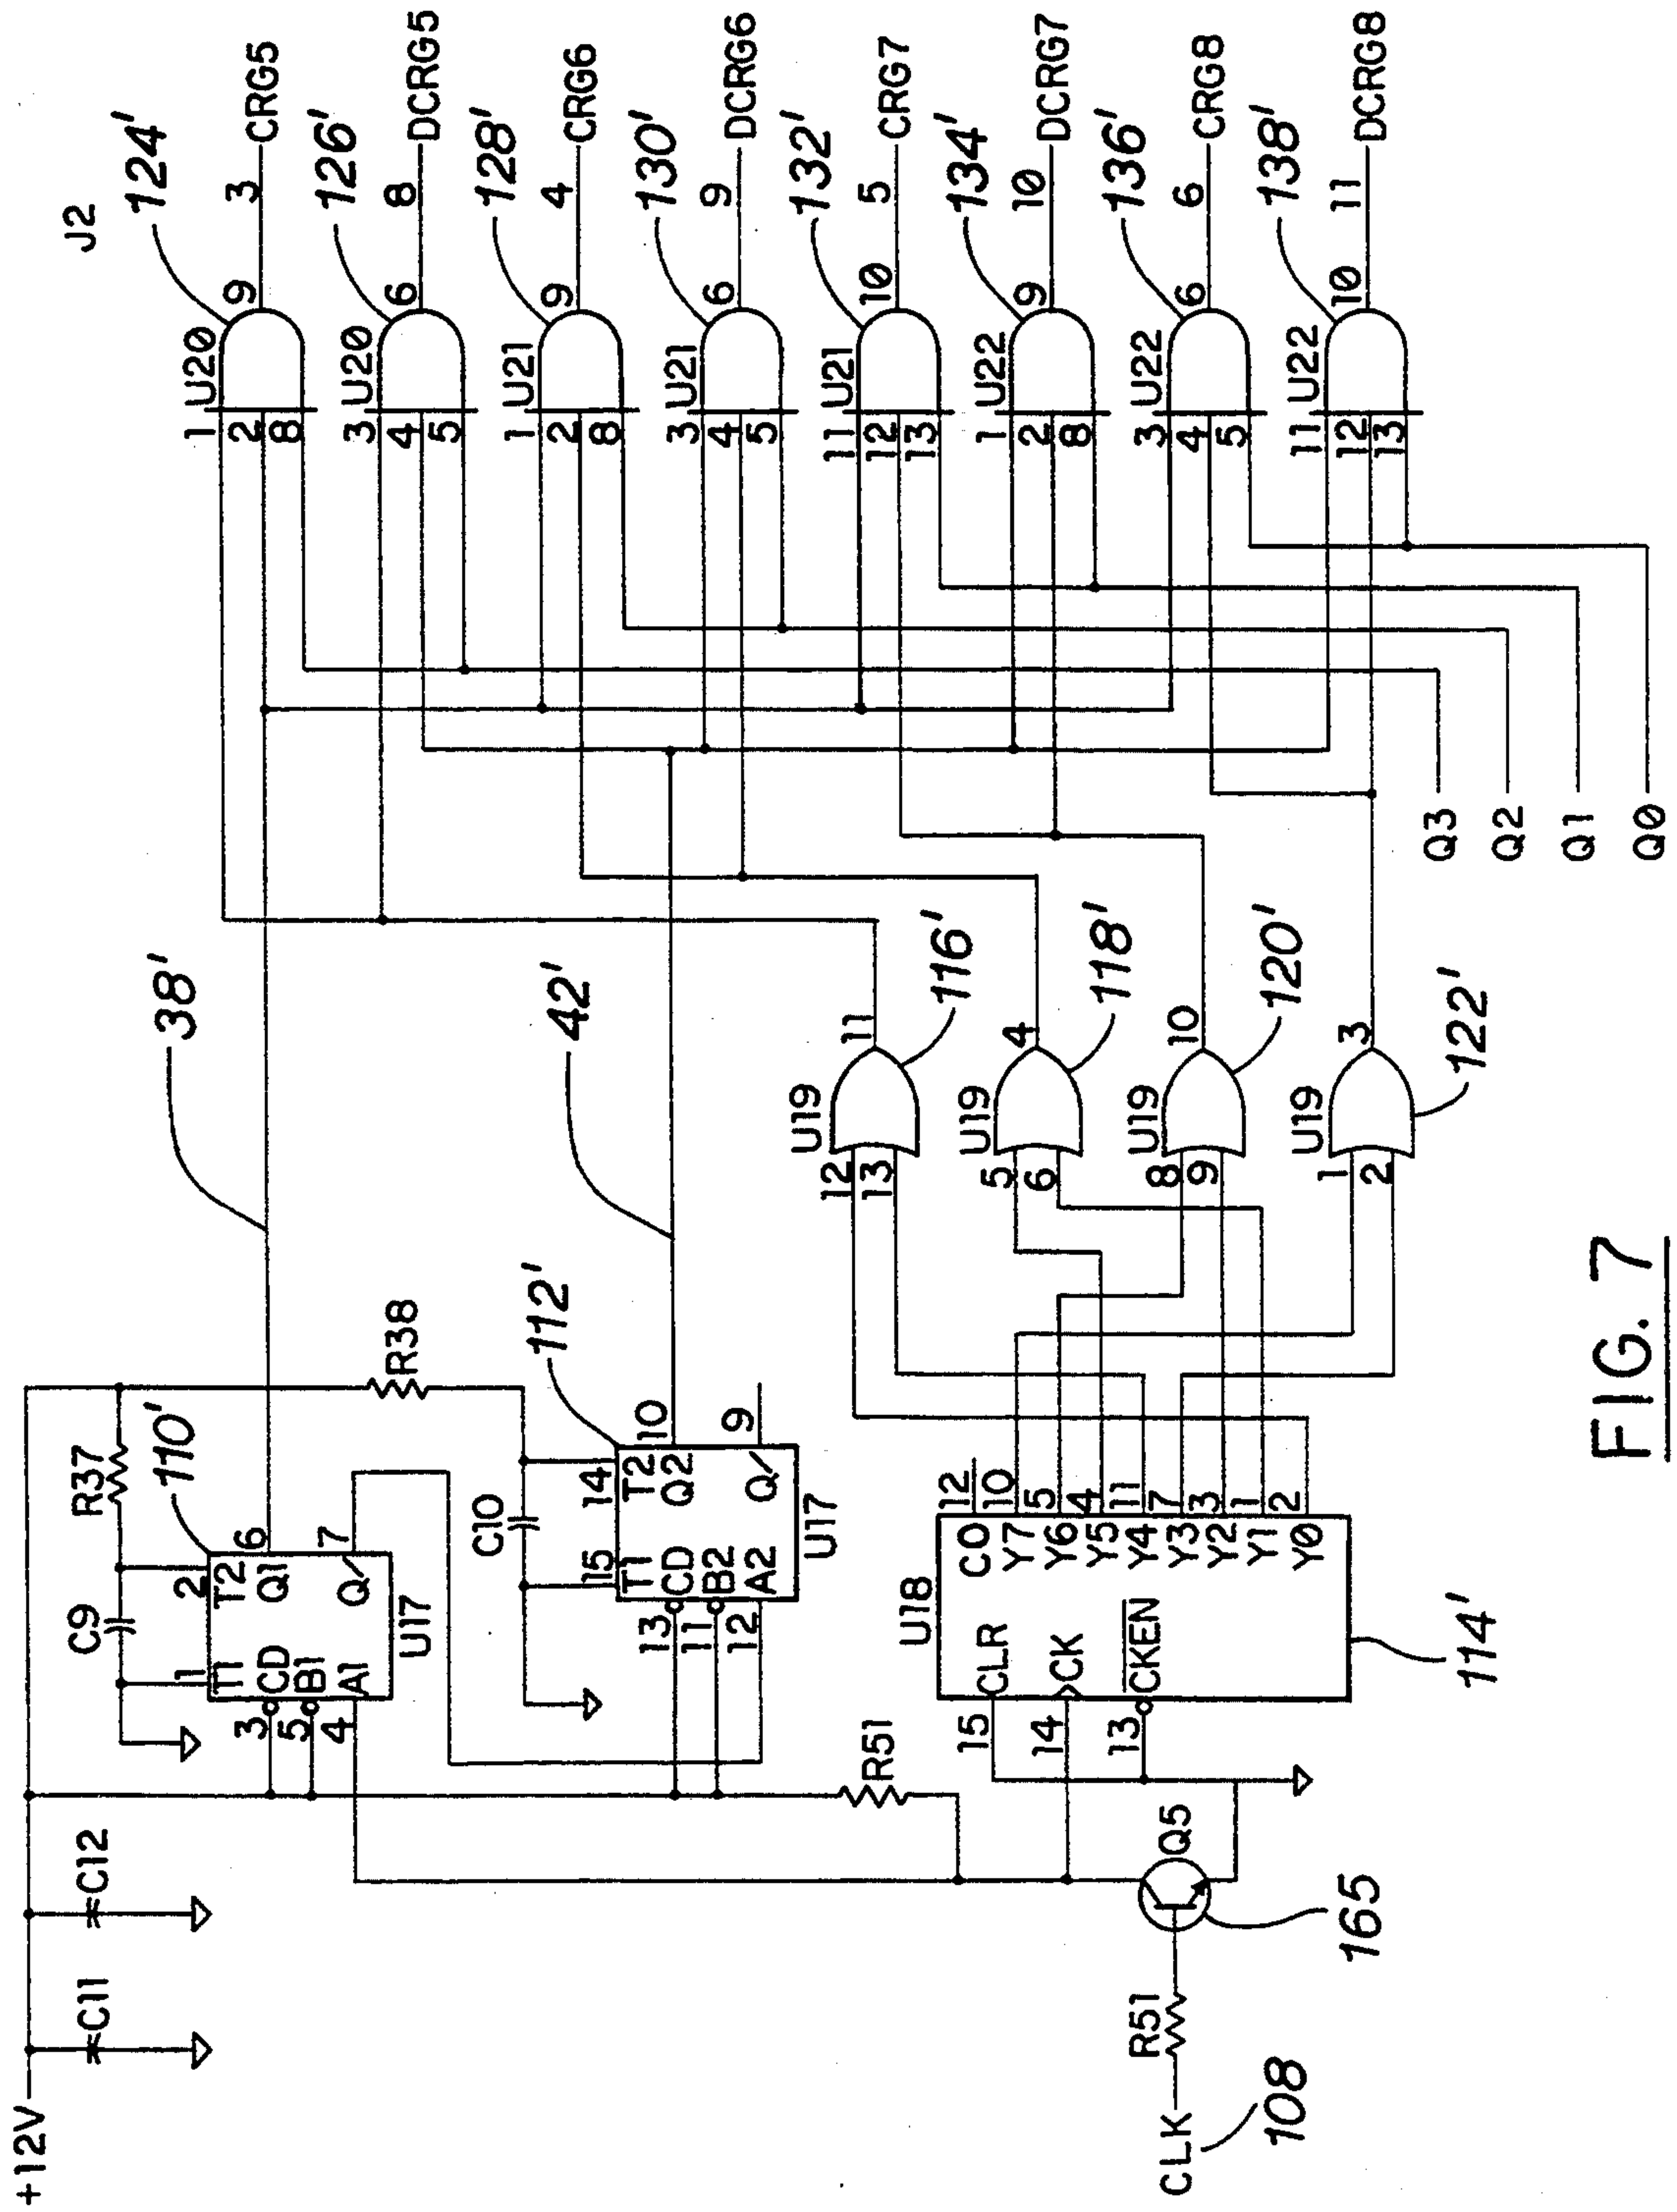 +12V
C11
C12
R37
C9
110'
1
2
T1
T2
3
CD
Q1
6
5
B1
4
A1
Q/
7
U17
38'
R38
C10
112'
15
14
T1
T2
13
CD
Q2
10
11
B2
12
A2
Q/
9
U17
42'
R51
CLK
108
R51
Q5
165
U18
15
CLR
14
CK
13
CKEN
CO
12
Y7
10
Y6
5
Y5
4
Y4
11
Y3
7
Y2
3
Y1
1
Y0
2
114'
U19
12
13
11
116'
U19
5
6
4
118'
U19
8
9
10
120'
U19
1
2
3
122'
Q3
Q2
Q1
Q0
J2
U20
1
2
8
9
124'
3
CRG5
U20
3
4
5
6
126'
8
DCRG5
U21
1
2
8
9
128'
4
CRG6
U21
3
4
5
6
130'
9
DCRG6
U21
11
12
13
10
132'
5
CRG7
U22
1
2
8
9
134'
10
DCRG7
U22
3
4
5
6
136'
6
CRG8
U22
11
12
13
10
138'
11
DCRG8
FIG. 7